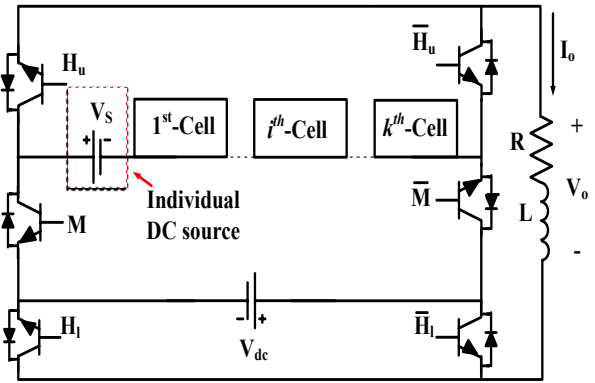 H̅u
Io
Hu
VS
+ -
1st-Cell
ith-Cell
kth-Cell
R
+
Vo
-
L
M
Individual
DC source
M̅
Hl
- +
Vdc
H̅l